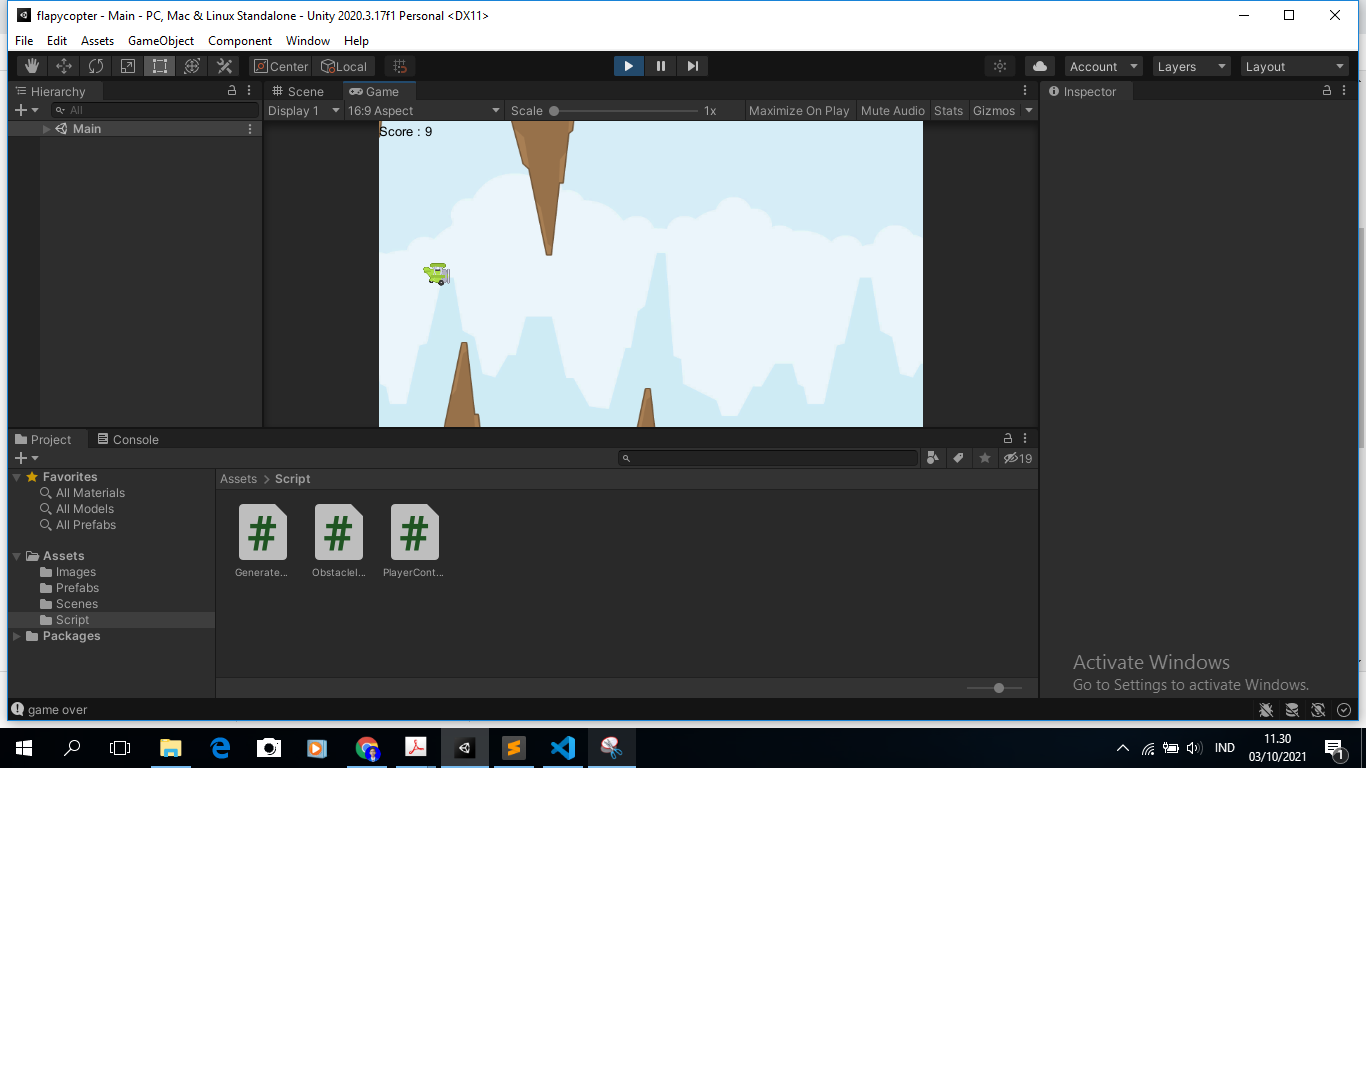 flapycopter - Main - PC, Mac & Linux Standalone - Unity 2020.3.17f1 Personal <DX11>
File Edit Assets GameObject Component Window Help
Center Local Account Layers Layout
Hierarchy
All
Main
Scene Game
Display 1 16:9 Aspect Scale 1x Maximize On Play Mute Audio Stats Gizmos
Score : 9
Inspector
Project Console
19
Favorites
All Materials
All Models
All Prefabs
Assets
Images
Prefabs
Scenes
Script
Packages
Assets > Script
Generate... ObstacleI... PlayerCont...
Activate Windows
Go to Settings to activate Windows.
game over
IND
11.30
03/10/2021
1